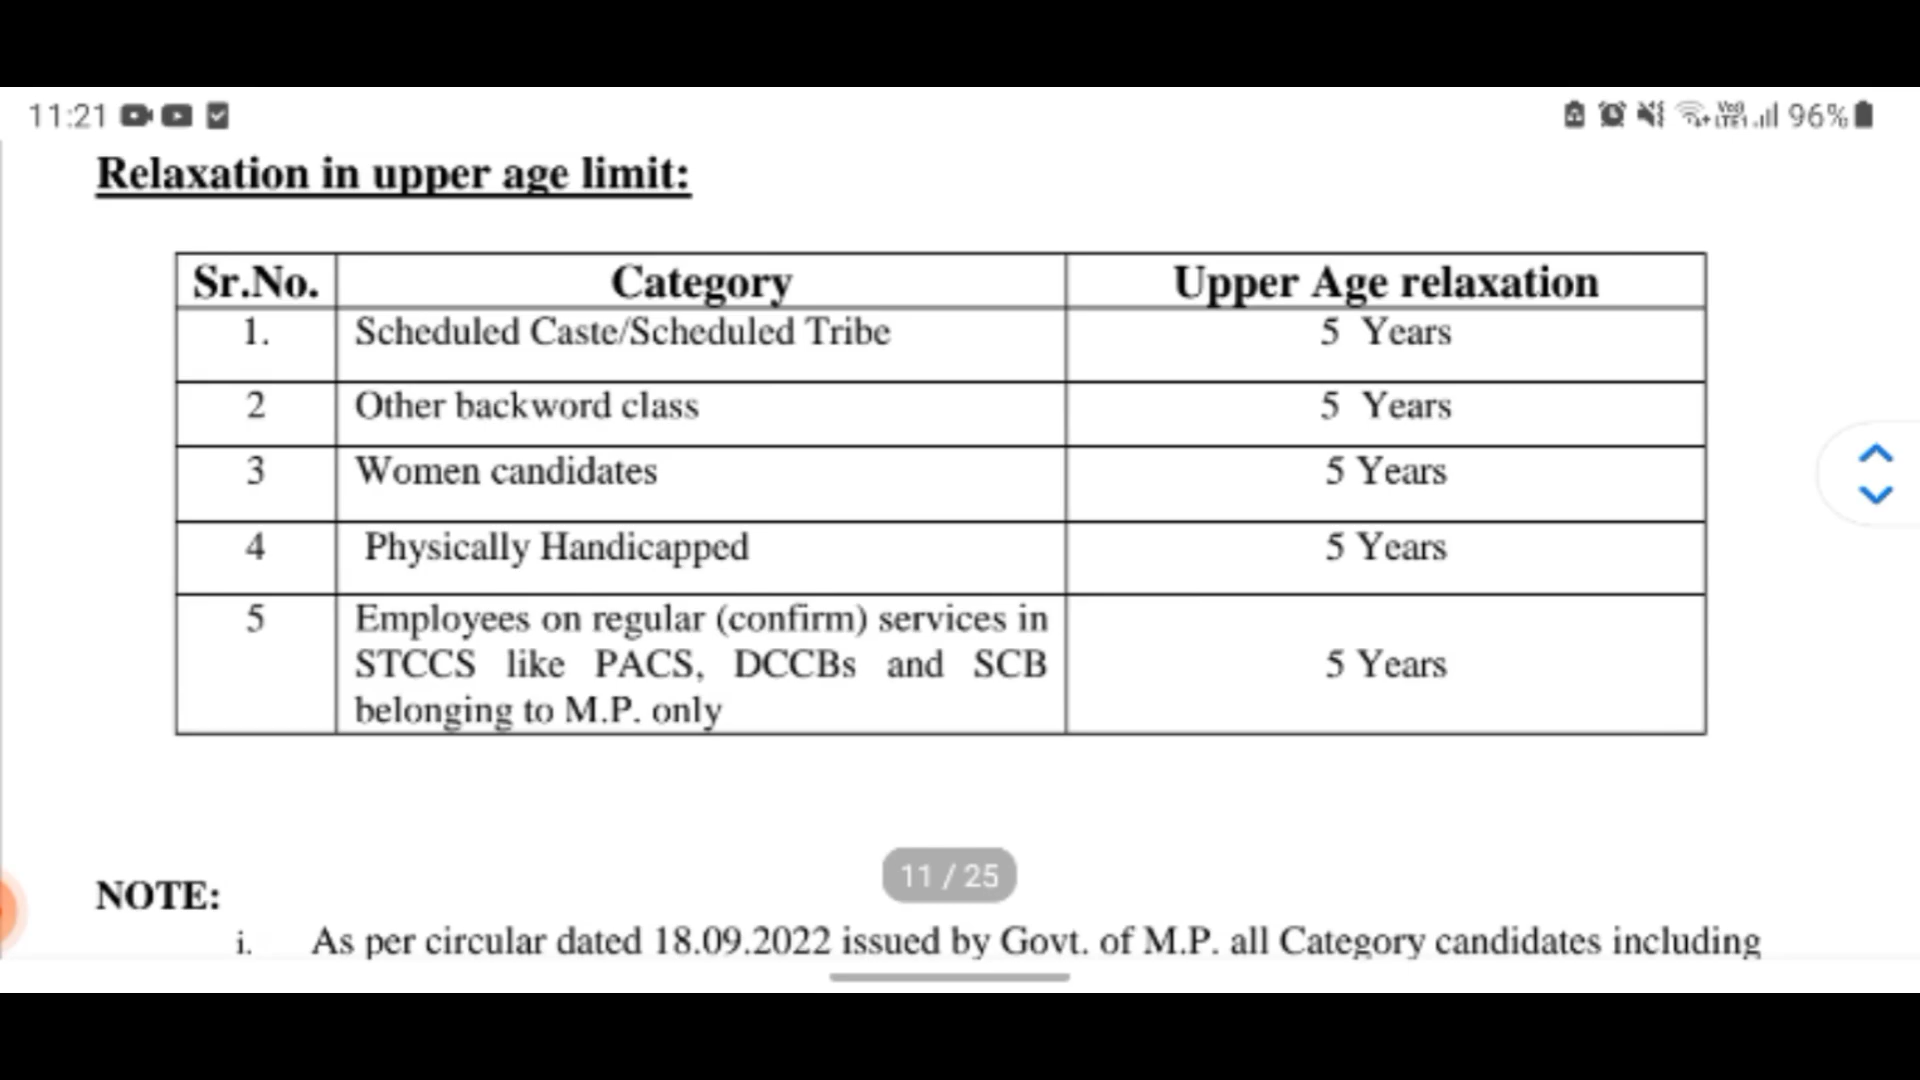 11:21
96%
Relaxation in upper age limit:
Sr.No. Category Upper Age relaxation
1. Scheduled Caste/Scheduled Tribe 5 Years
2 Other backword class 5 Years
3 Women candidates 5 Years
4 Physically Handicapped 5 Years
5 Employees on regular (confirm) services in
STCCS like PACS, DCCBs and SCB 5 Years
belonging to M.P. only
11 / 25
NOTE:
i. As per circular dated 18.09.2022 issued by Govt. of M.P. all Category candidates including